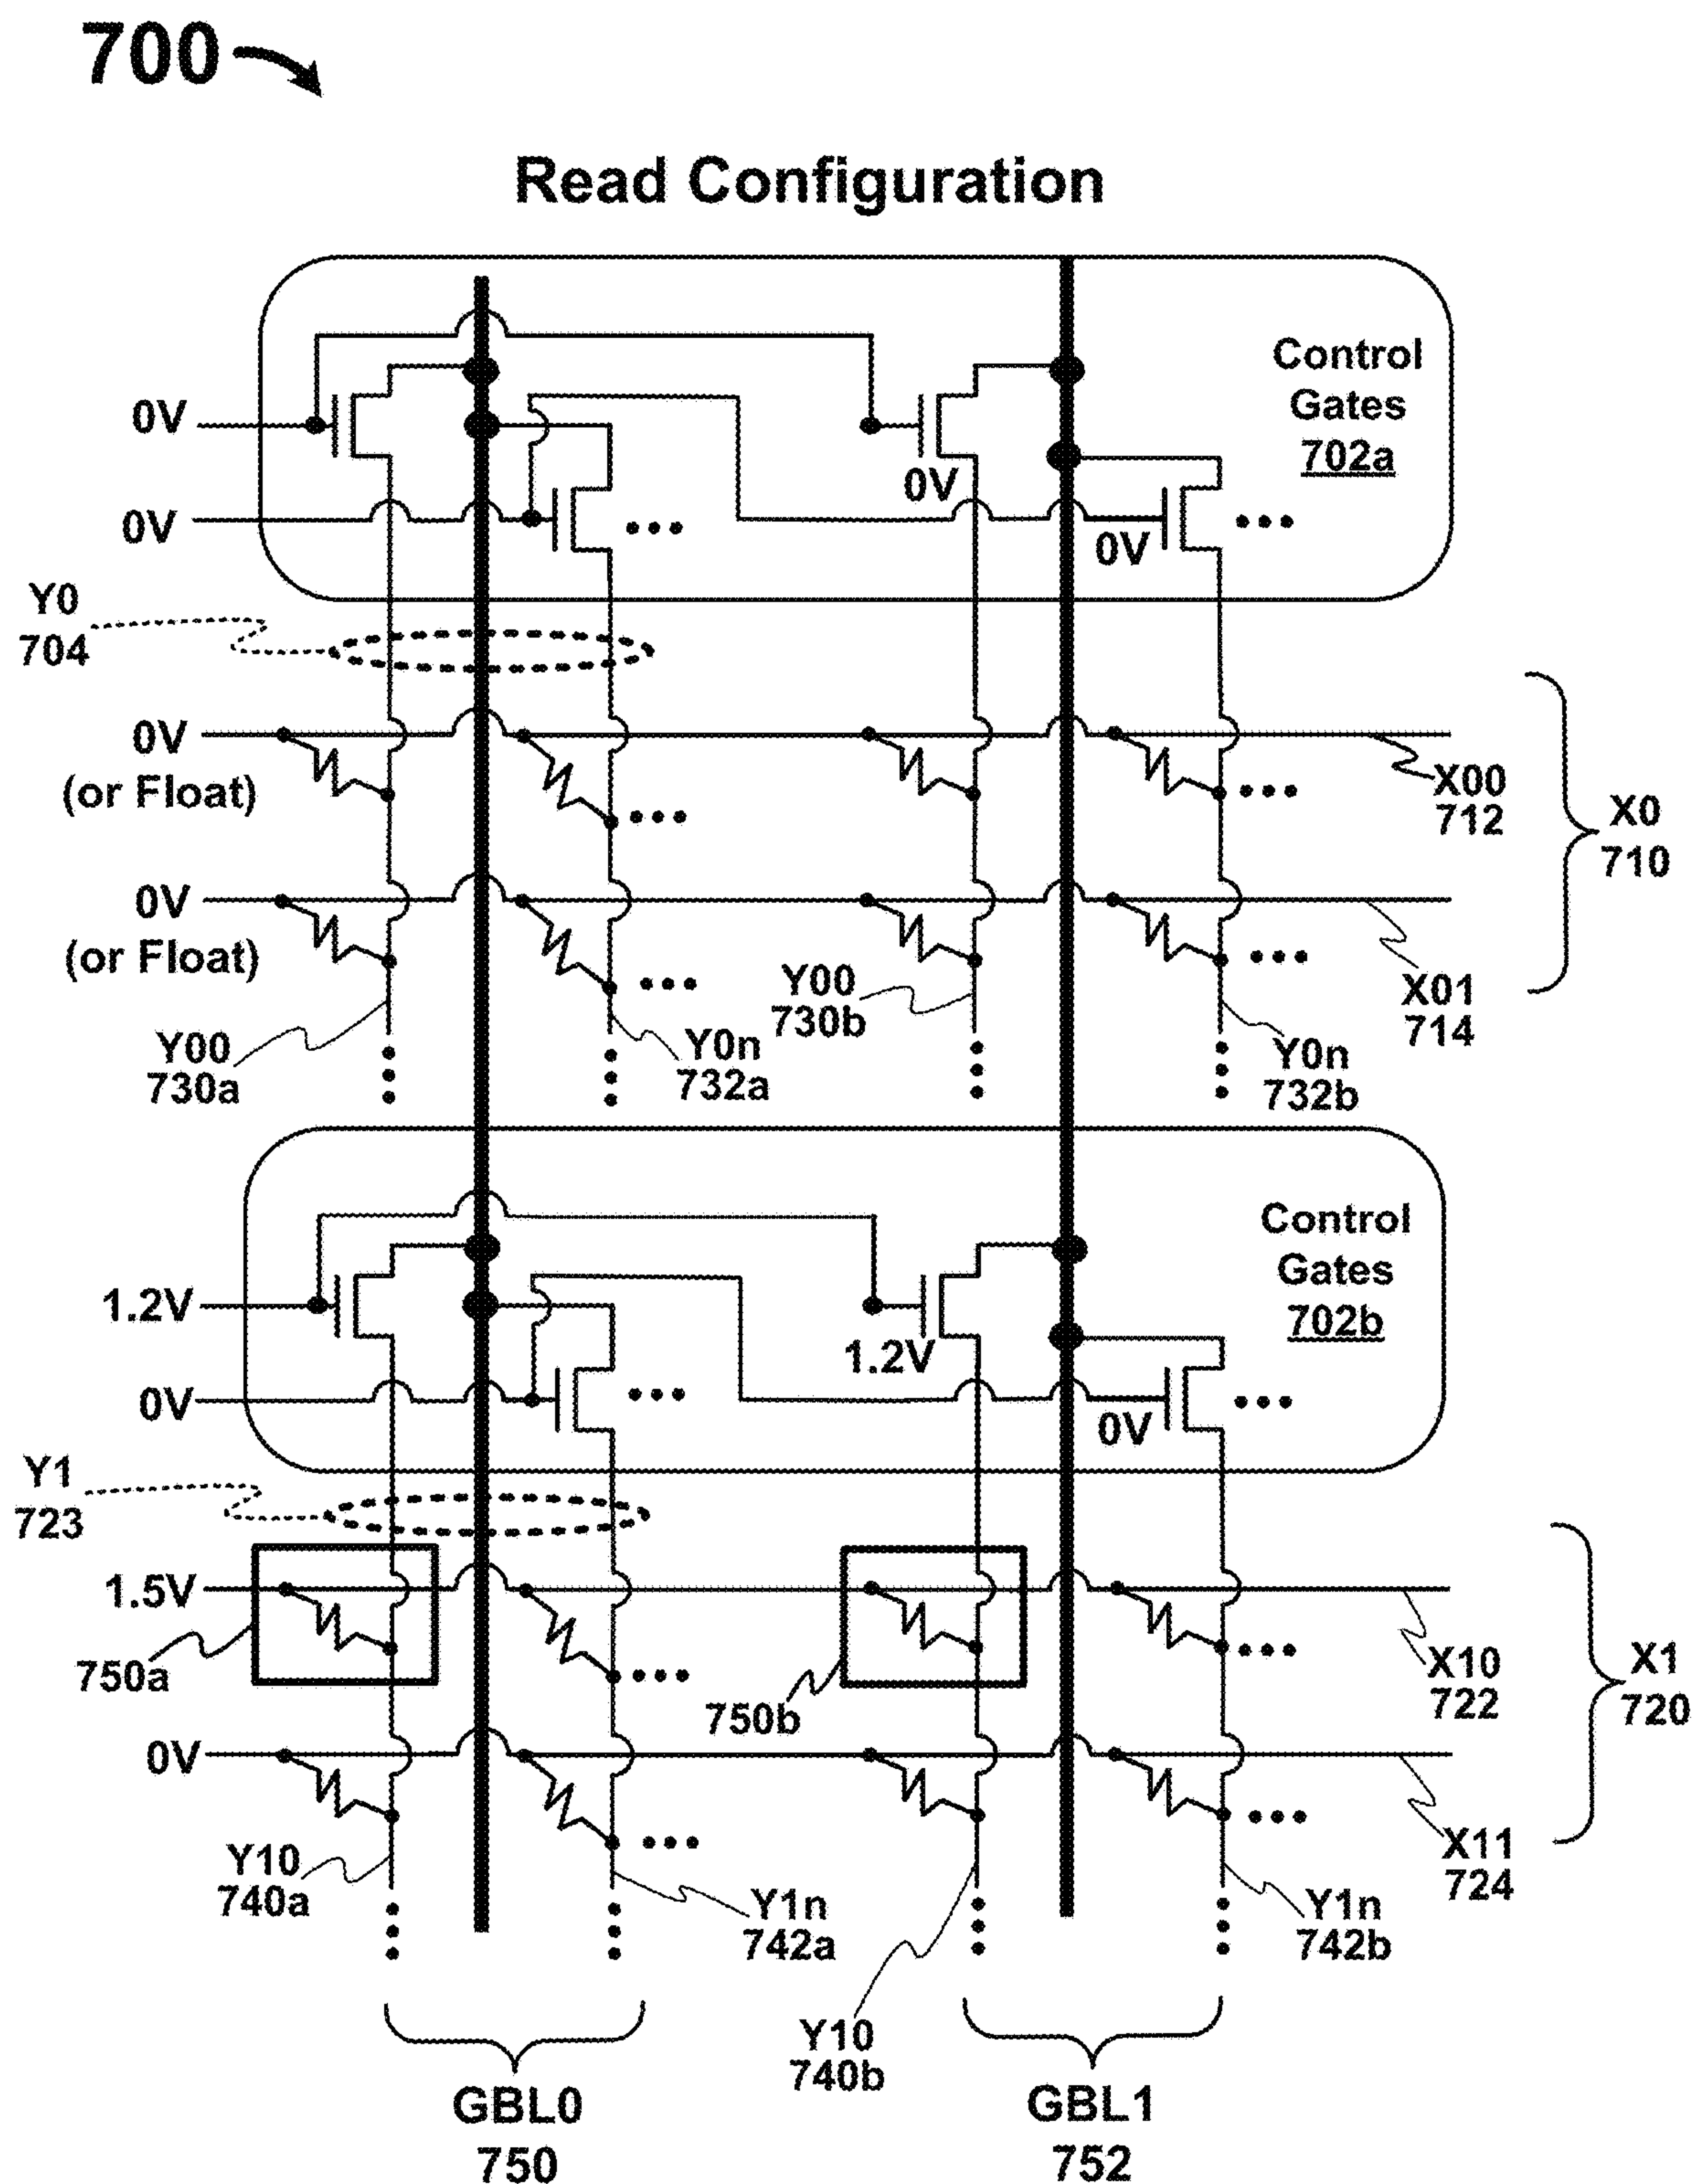 700
Read Configuration
Control
Gates
702a
0V
0V
0V
0V
Y0
704
0V
(or Float)
X00
712
X0
710
0V
(or Float)
X01
714
Y00
730a
Y0n
732a
Y00
730b
Y0n
732b
Control
Gates
702b
1.2V
1.2V
0V
0V
Y1
723
1.5V
750a
750b
X10
722
X1
720
0V
X11
724
Y10
740a
Y1n
742a
Y10
740b
Y1n
742b
GBL0
750
GBL1
752